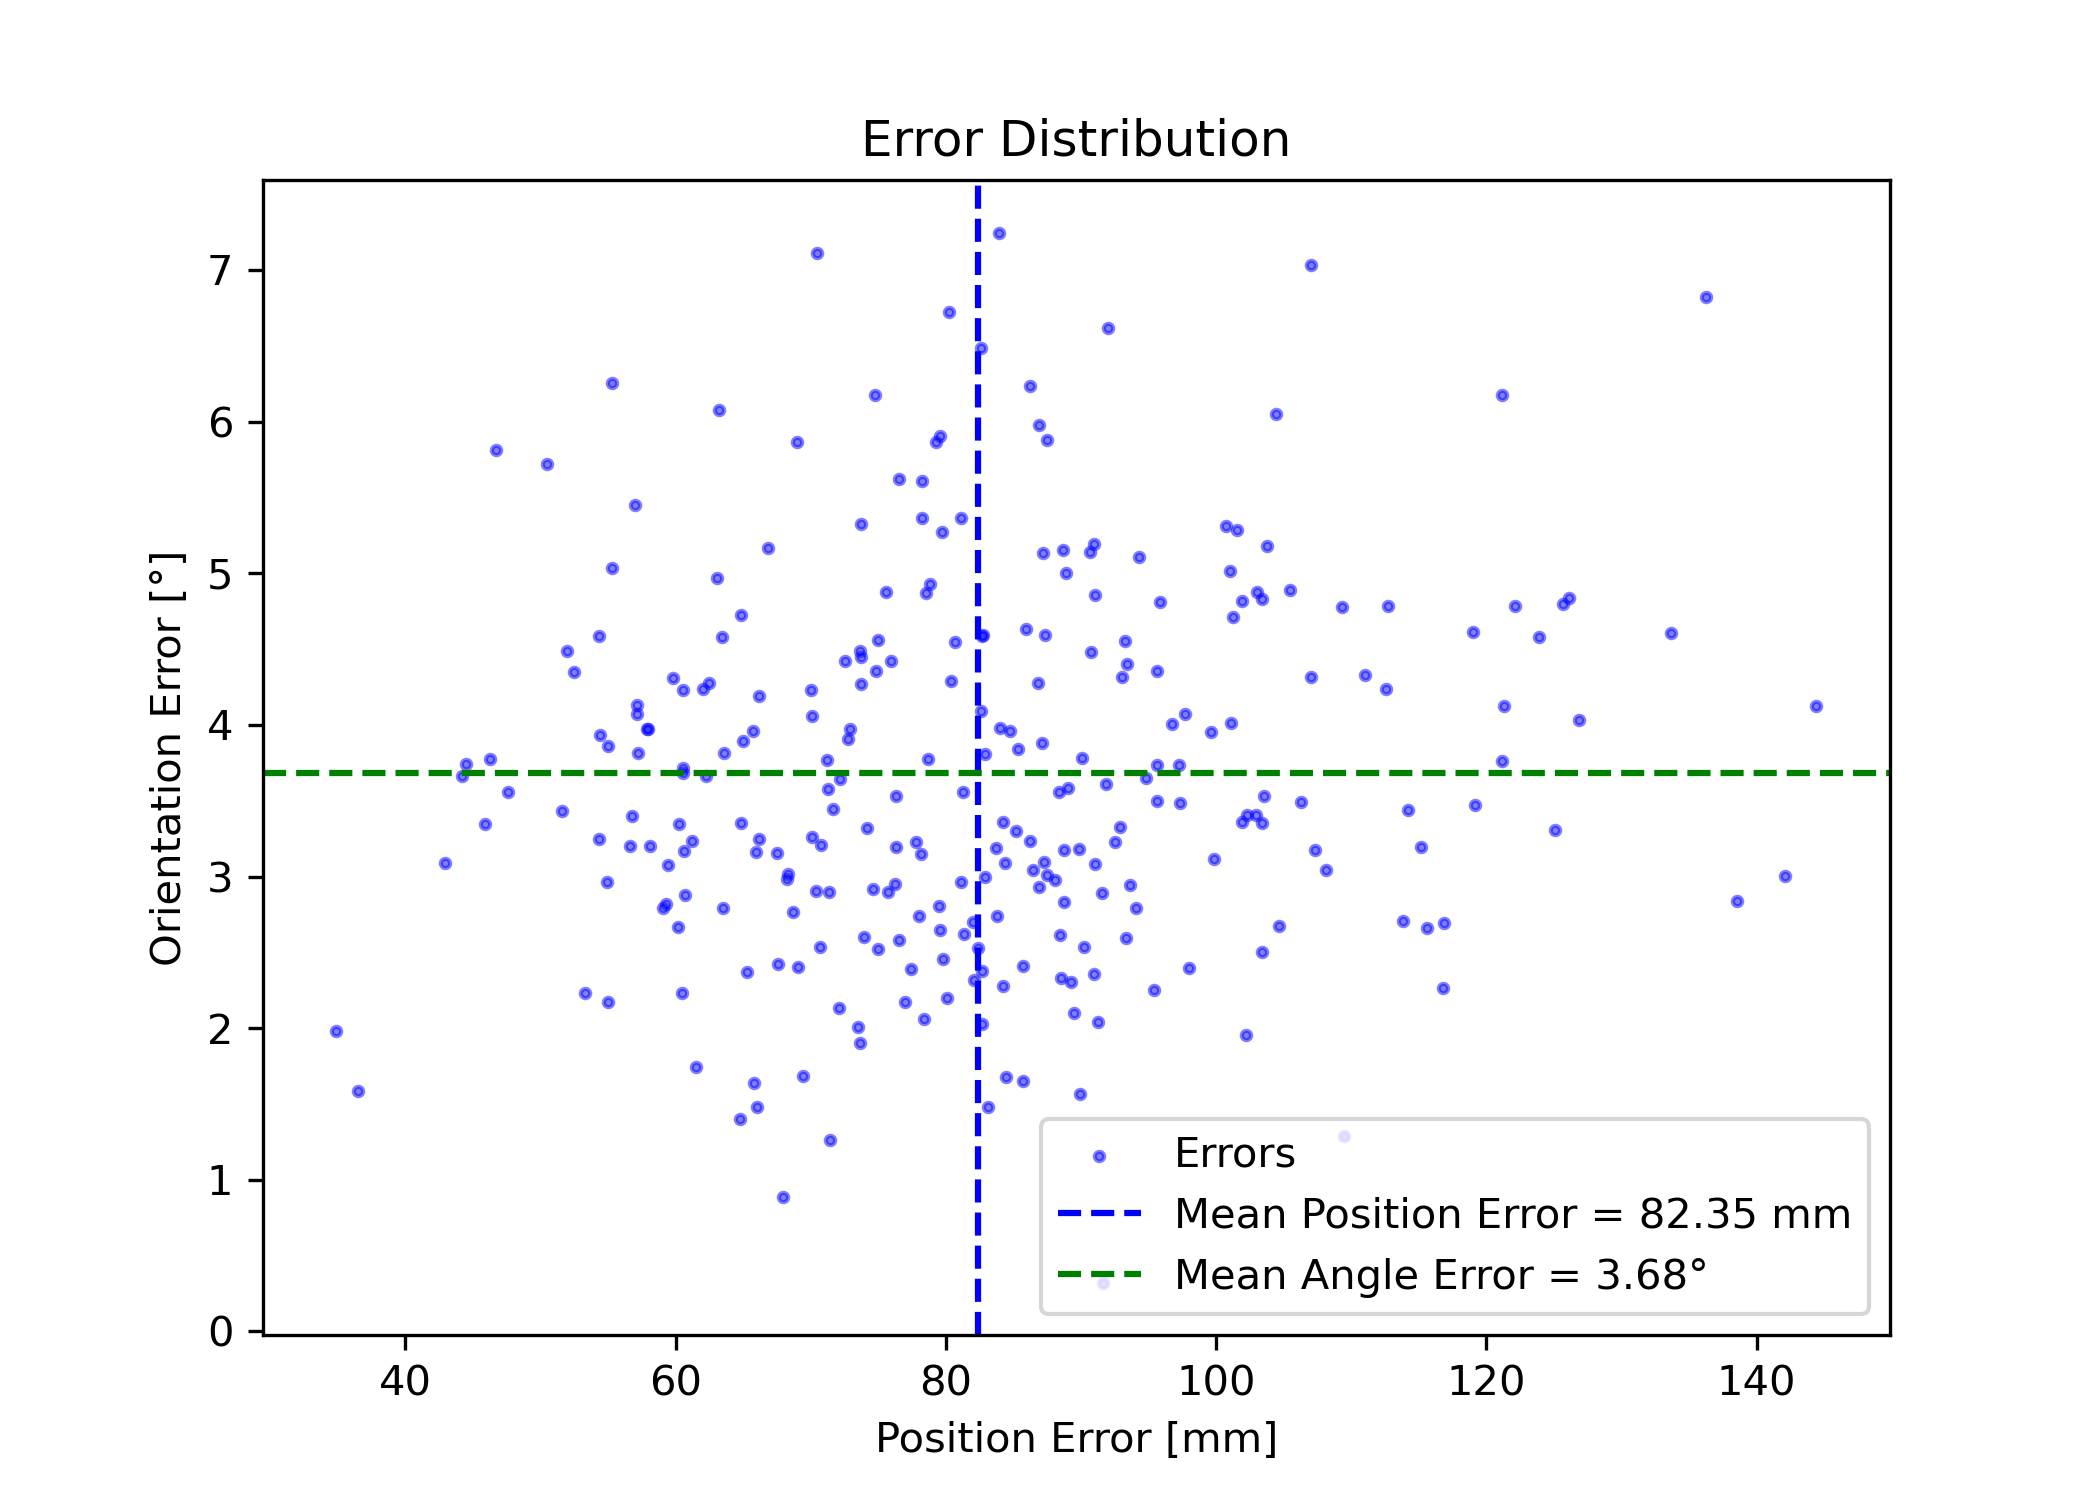 Error Distribution
7
6
5
4
3
2
1
0
Orientation Error [°]
40 60 80 100 120 140
Position Error [mm]
Errors
Mean Position Error = 82.35 mm
Mean Angle Error = 3.68°